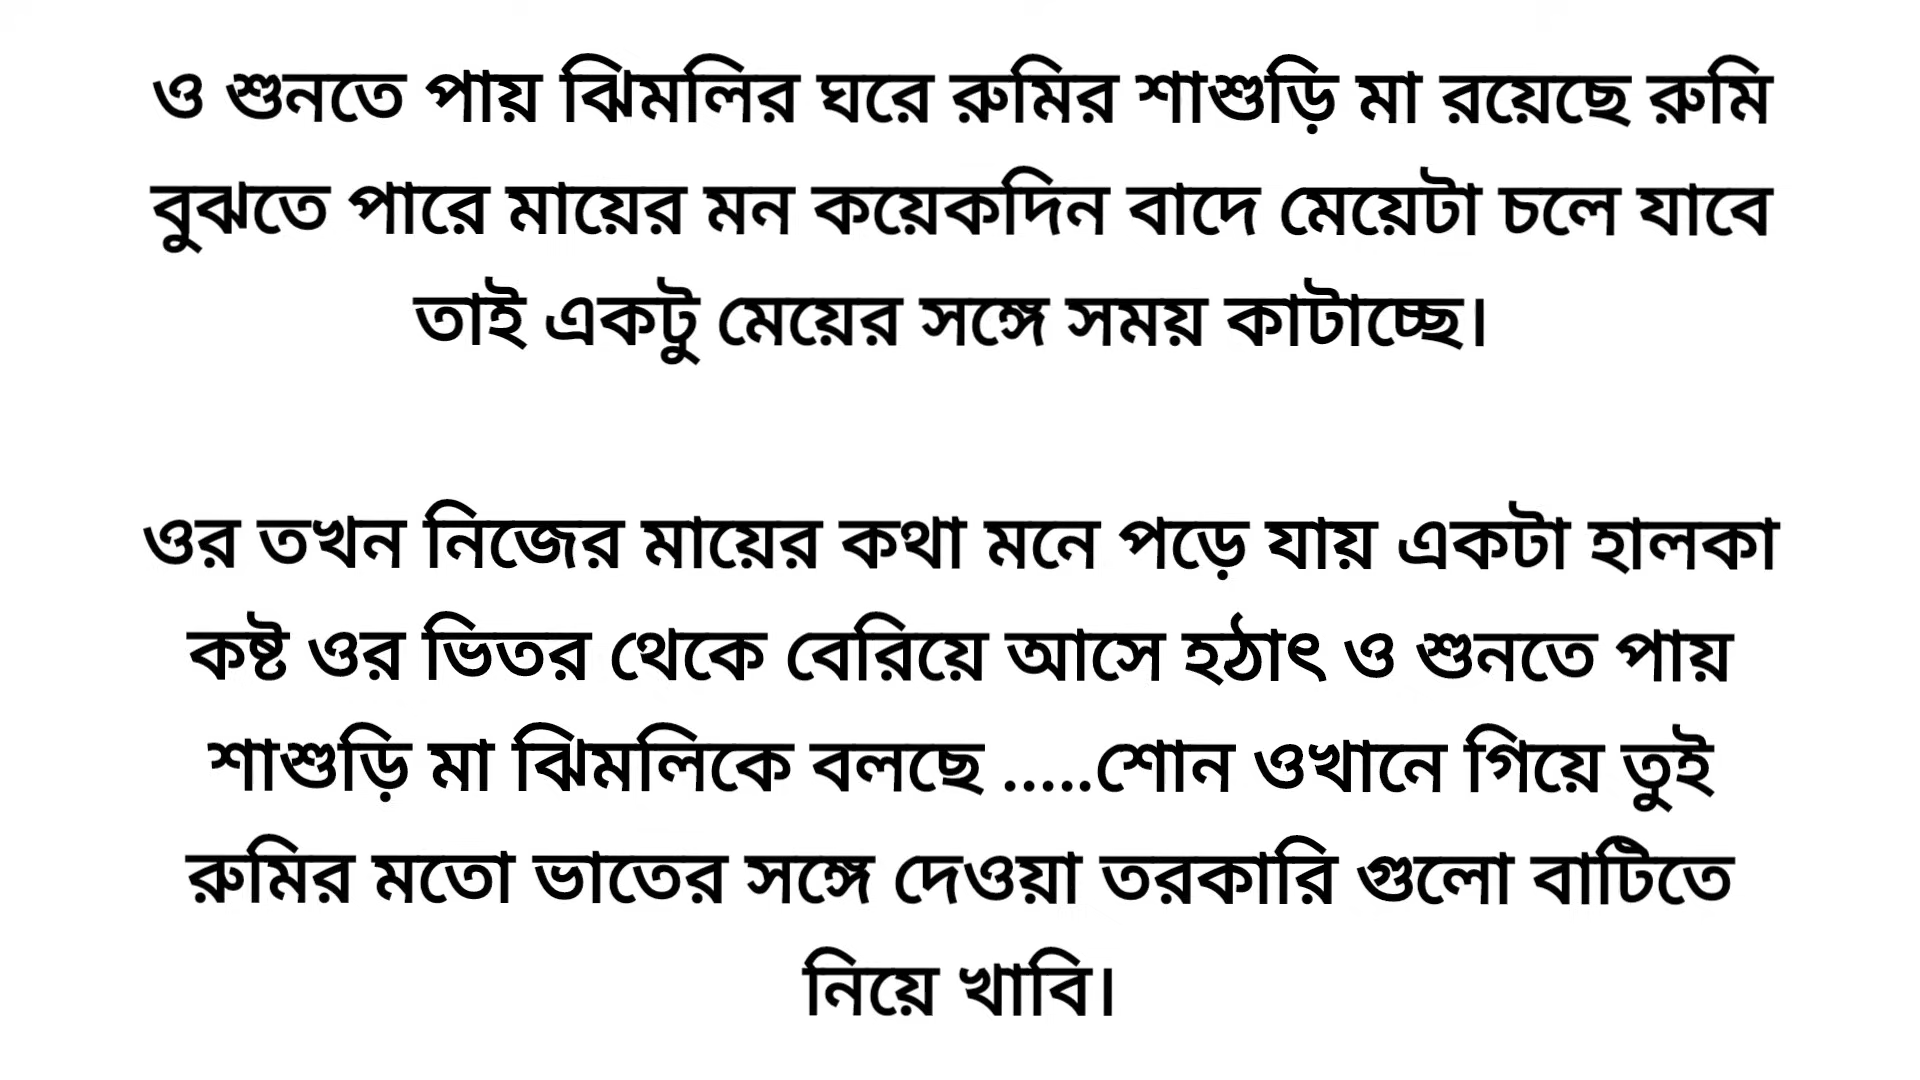 ও শুনতে পায় ঝিমলির ঘরে রুমির শাশুড়ি মা রয়েছে রুমি
বুঝতে পারে মায়ের মন কয়েকদিন বাদে মেয়েটা চলে যাবে
তাই একটু মেয়ের সঙ্গে সময় কাটাচ্ছে।
ওর তখন নিজের মায়ের কথা মনে পড়ে যায় একটা হালকা
কষ্ট ওর ভিতর থেকে বেরিয়ে আসে হঠাৎ ও শুনতে পায়
শাশুড়ি মা ঝিমলিকে বলছে .....শোন ওখানে গিয়ে তুই
রুমির মতো ভাতের সঙ্গে দেওয়া তরকারি গুলো বাটিতে
নিয়ে খাবি।